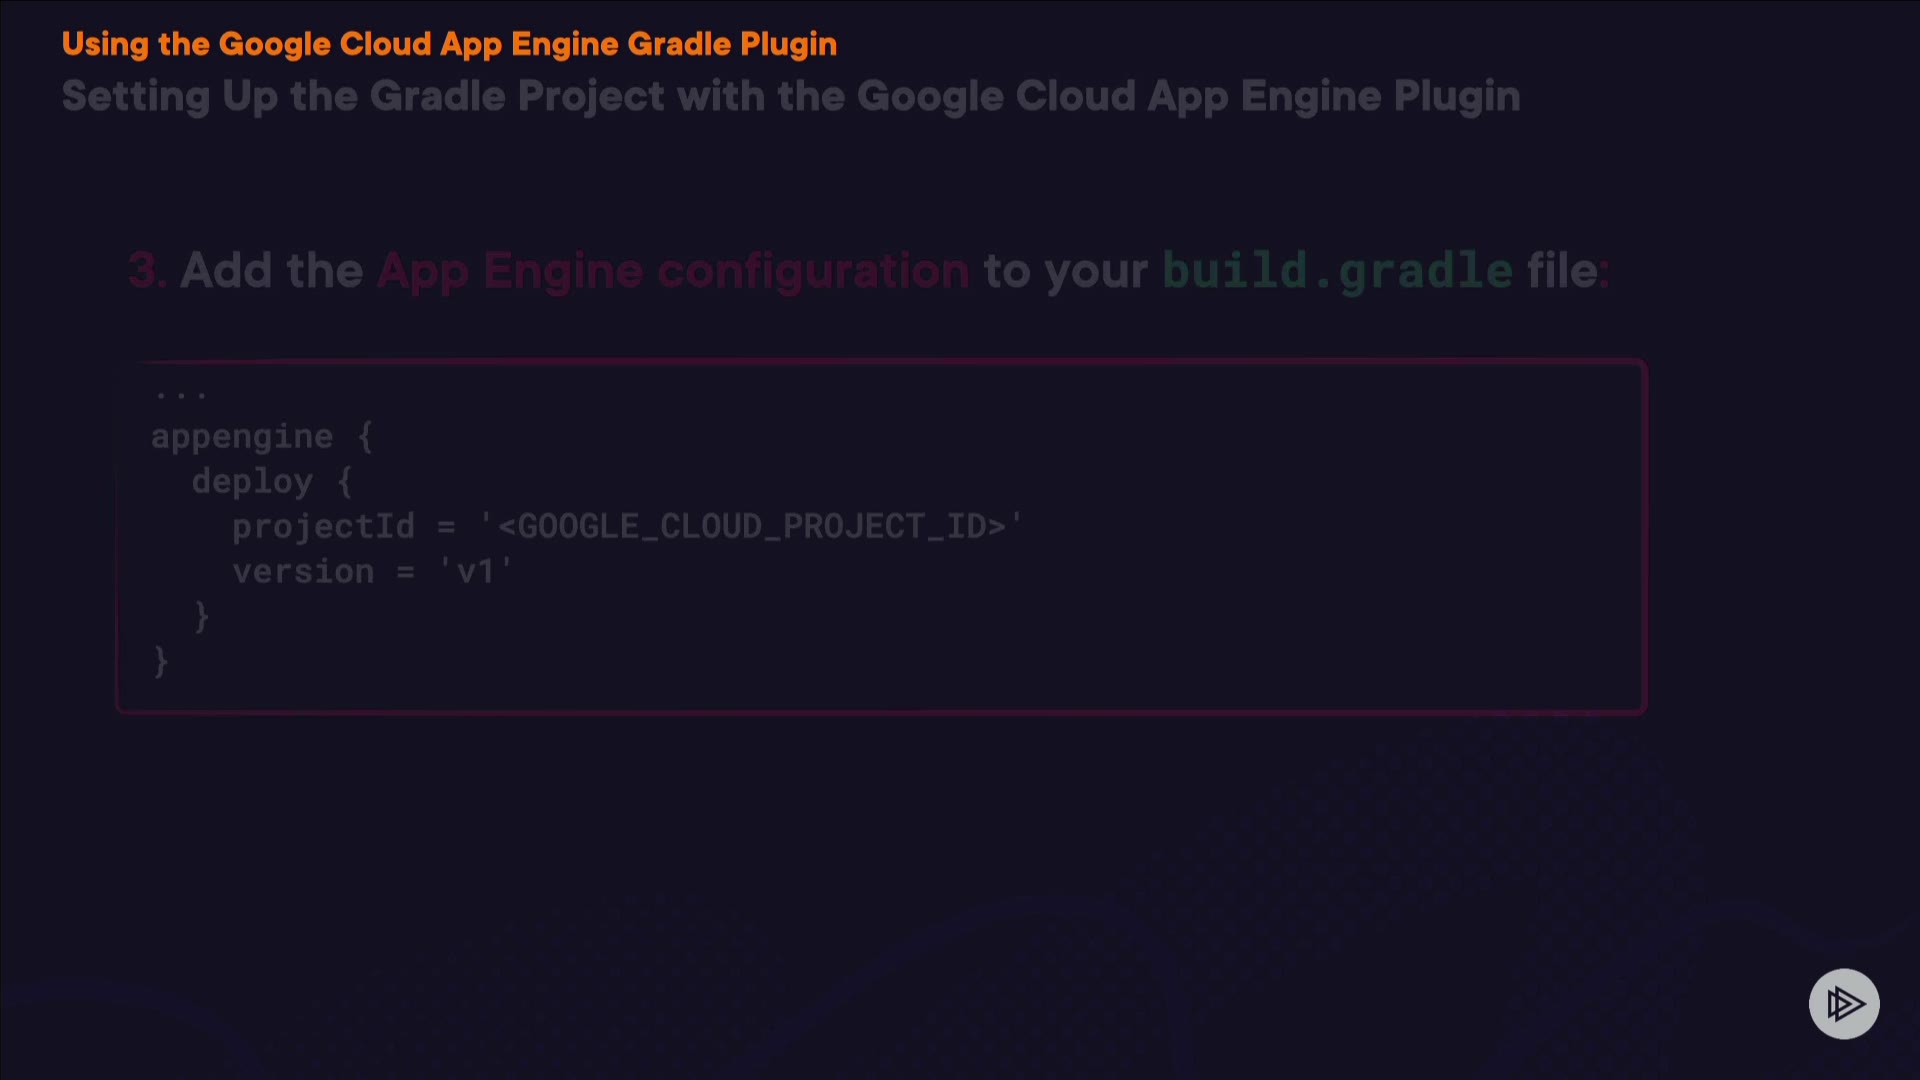 Using the Google Cloud App Engine Gradle Plugin
Setting Up the Gradle Project with the Google Cloud App Engine Plugin
3. Add the App Engine configuration to your build.gradle file:
...
appengine {
deploy {
projectId = '<GOOGLE_CLOUD_PROJECT_ID>'
version = 'v1'
}
}